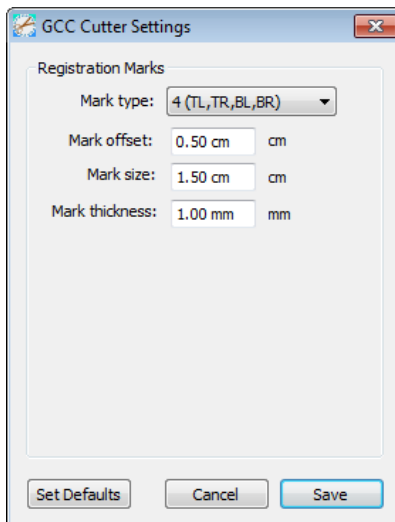 GCC Cutter Settings
Registration Marks
Mark type: 4 (TL,TR,BL,BR)
Mark offset: 0.50 cm cm
Mark size: 1.50 cm cm
Mark thickness: 1.00 mm mm
Set Defaults Cancel Save